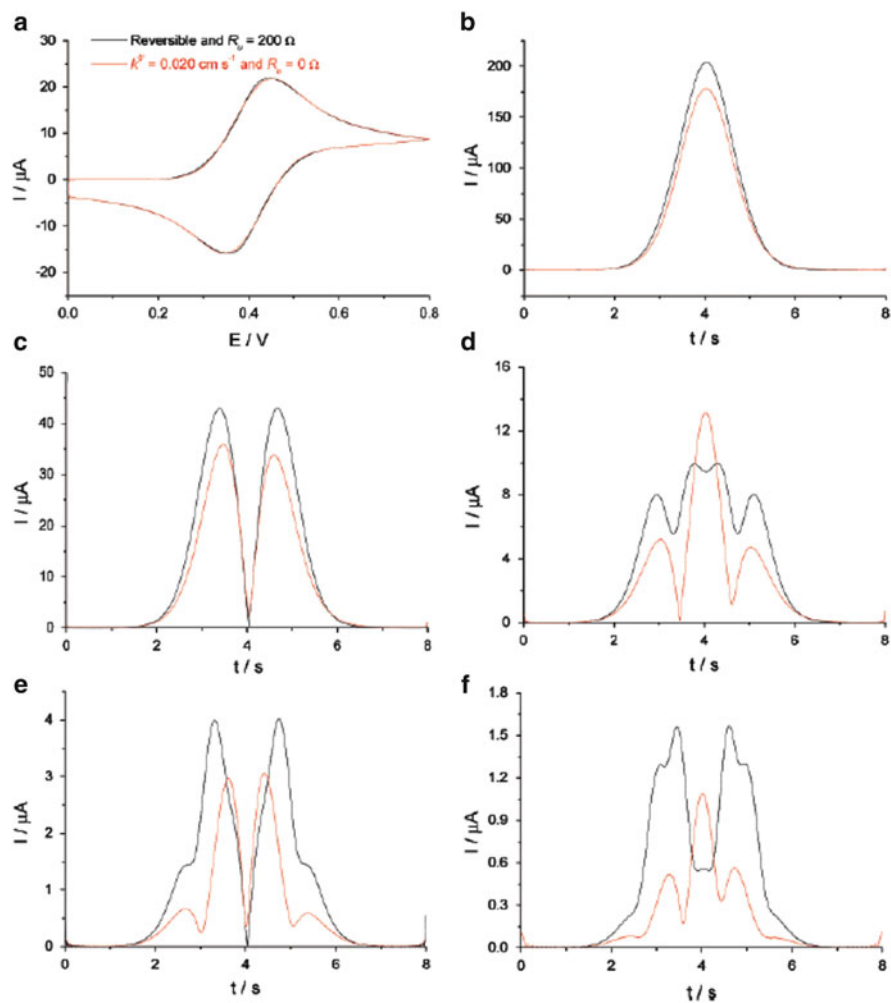 a
Reversible and Rᵤ = 200 Ω
k⁰' = 0.020 cm s⁻¹ and Rᵤ = 0 Ω
30
20
10
0
-10
-20
I / µA
0.0 0.2 0.4 0.6 0.8
E / V
b
200
150
100
50
0
I / µA
0 2 4 6 8
t / s
c
50
40
30
20
10
0
I / µA
0 2 4 6 8
t / s
d
16
12
8
4
0
I / µA
0 2 4 6 8
t / s
e
4
3
2
1
0
I / µA
0 2 4 6 8
t / s
f
1.8
1.5
1.2
0.9
0.6
0.3
0.0
I / µA
0 2 4 6 8
t / s